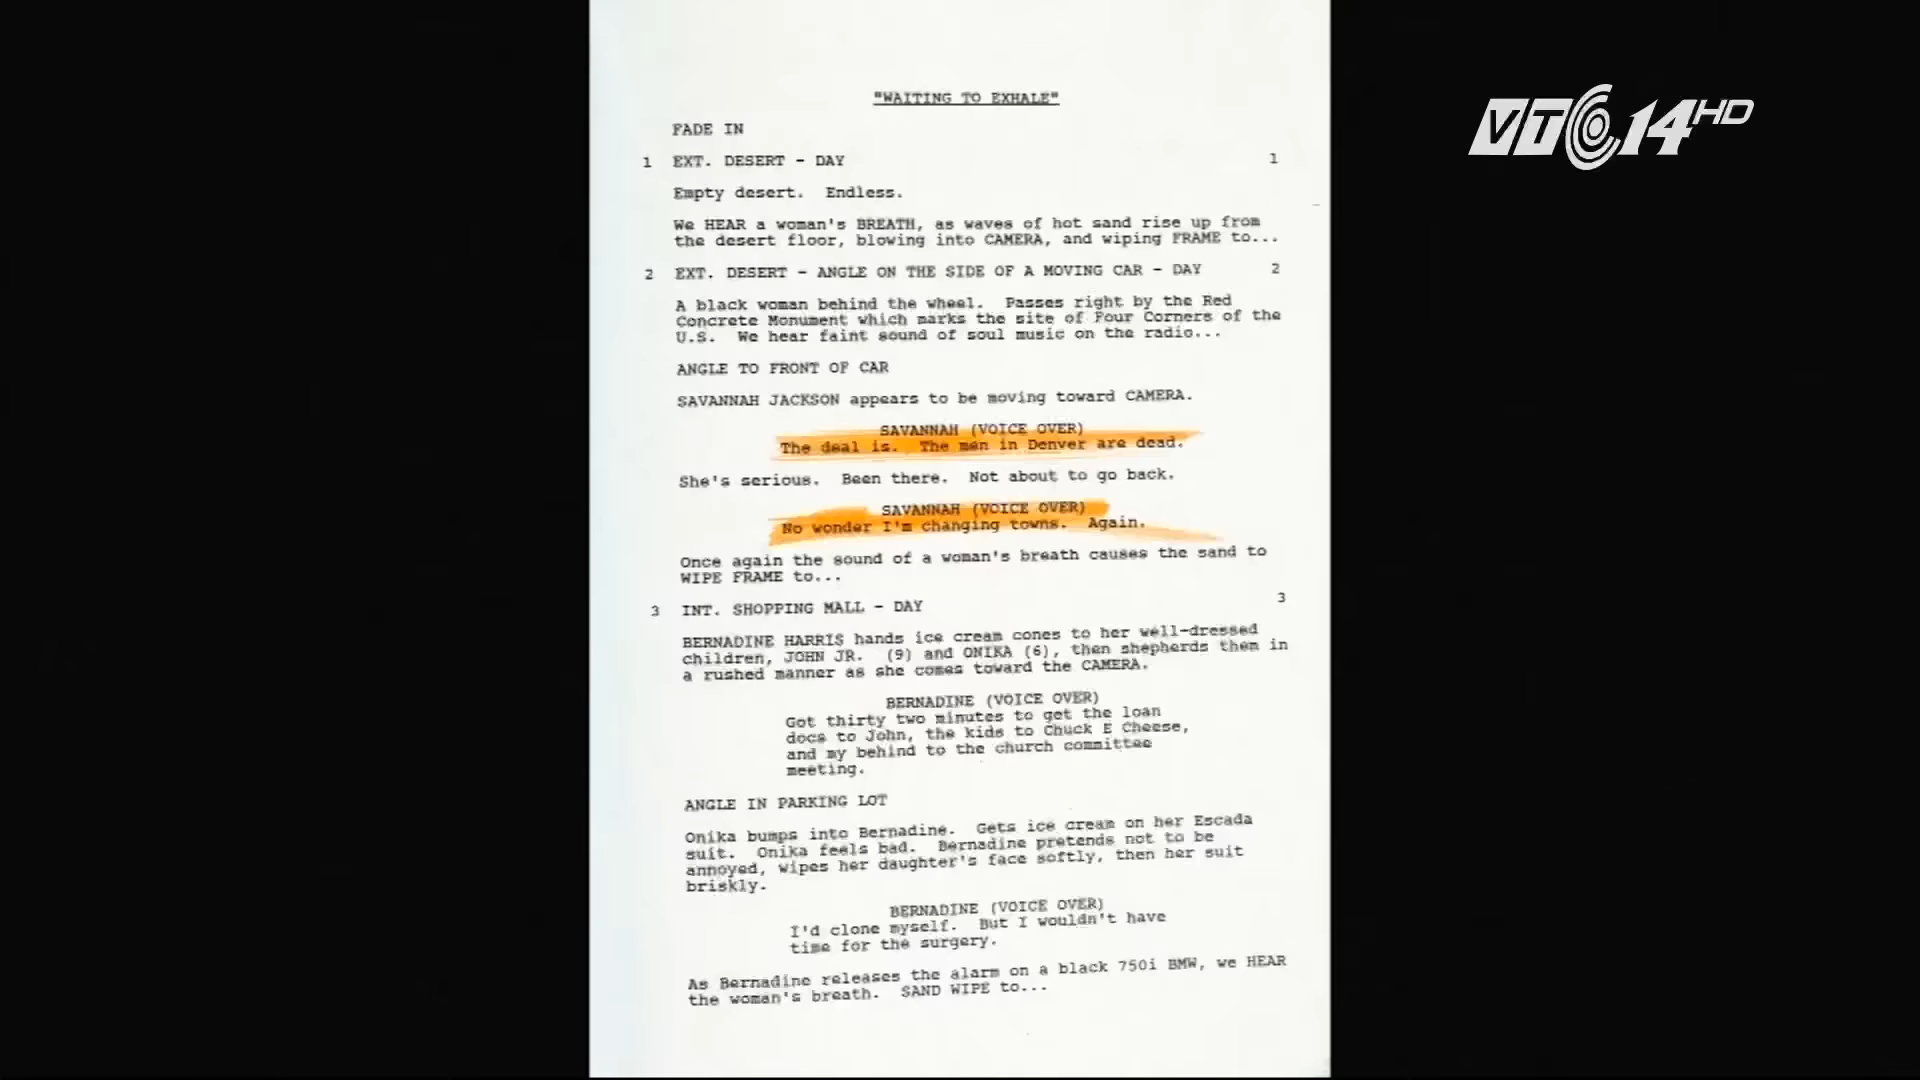 "WAITING TO EXHALE"
VTC14HD
FADE IN
1 EXT. DESERT - DAY 1
Empty desert. Endless.
We HEAR a woman's BREATH, as waves of hot sand rise up from
the desert floor, blowing into CAMERA, and wiping FRAME to...
2 EXT. DESERT - ANGLE ON THE SIDE OF A MOVING CAR - DAY 2
A black woman behind the wheel. Passes right by the Red
Concrete Monument which marks the site of Four Corners of the
U.S. We hear faint sound of soul music on the radio...
ANGLE TO FRONT OF CAR
SAVANNAH JACKSON appears to be moving toward CAMERA.
SAVANNAH (VOICE OVER)
The deal is. The men in Denver are dead.
She's serious. Been there. Not about to go back.
SAVANNAH (VOICE OVER)
No wonder I'm changing towns. Again.
Once again the sound of a woman's breath causes the sand to
WIPE FRAME to...
3 INT. SHOPPING MALL - DAY 3
BERNADINE HARRIS hands ice cream cones to her well-dressed
children, JOHN JR. (9) and ONIKA (6), then shepherds them in
a rushed manner as she comes toward the CAMERA.
BERNADINE (VOICE OVER)
Got thirty two minutes to get the loan
docs to John, the kids to Chuck E Cheese,
and my behind to the church committee
meeting.
ANGLE IN PARKING LOT
Onika bumps into Bernadine. Gets ice cream on her Escada
suit. Onika feels bad. Bernadine pretends not to be
annoyed, wipes her daughter's face softly, then her suit
briskly.
BERNADINE (VOICE OVER)
I'd clone myself. But I wouldn't have
time for the surgery.
As Bernadine releases the alarm on a black 750i BMW, we HEAR
the woman's breath. SAND WIPE to...